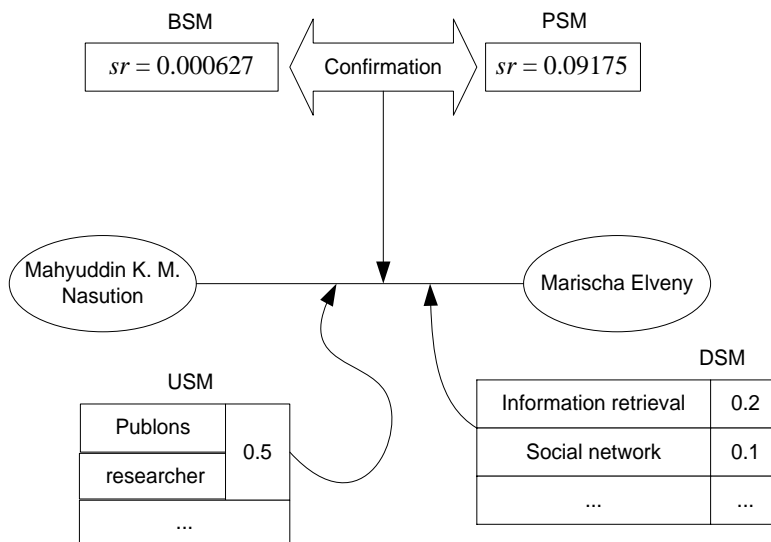 BSM
PSM
sr = 0.000627
Confirmation
sr = 0.09175
Mahyuddin K. M.
Nasution
Marischa Elveny
DSM
USM
Information retrieval 0.2
Social network 0.1
... ...
Publons
researcher
0.5
...